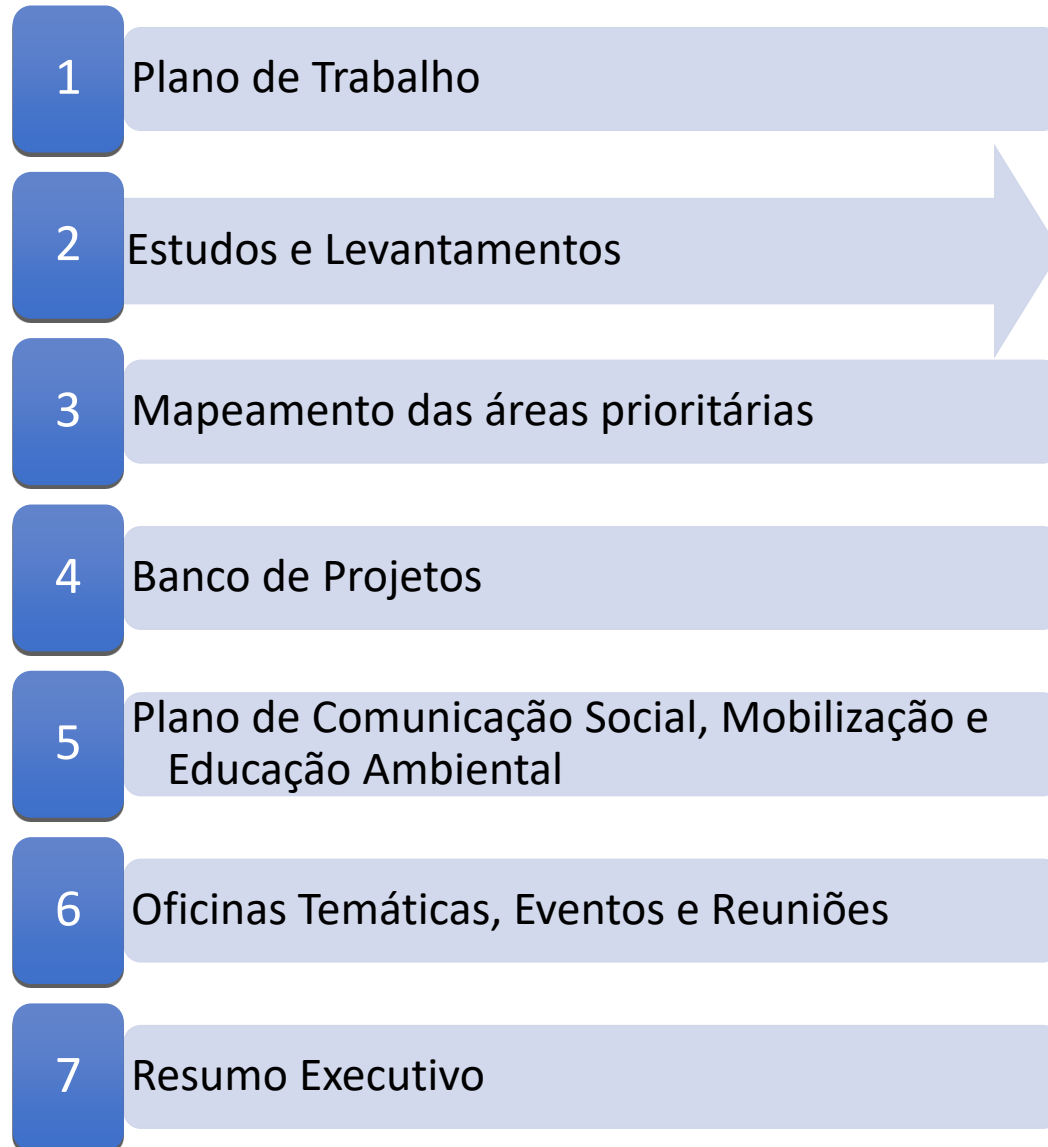 1
Plano de Trabalho
2
Estudos e Levantamentos
3
Mapeamento das áreas prioritárias
4
Banco de Projetos
5
Plano de Comunicação Social, Mobilização e
Educação Ambiental
6
Oficinas Temáticas, Eventos e Reuniões
7
Resumo Executivo